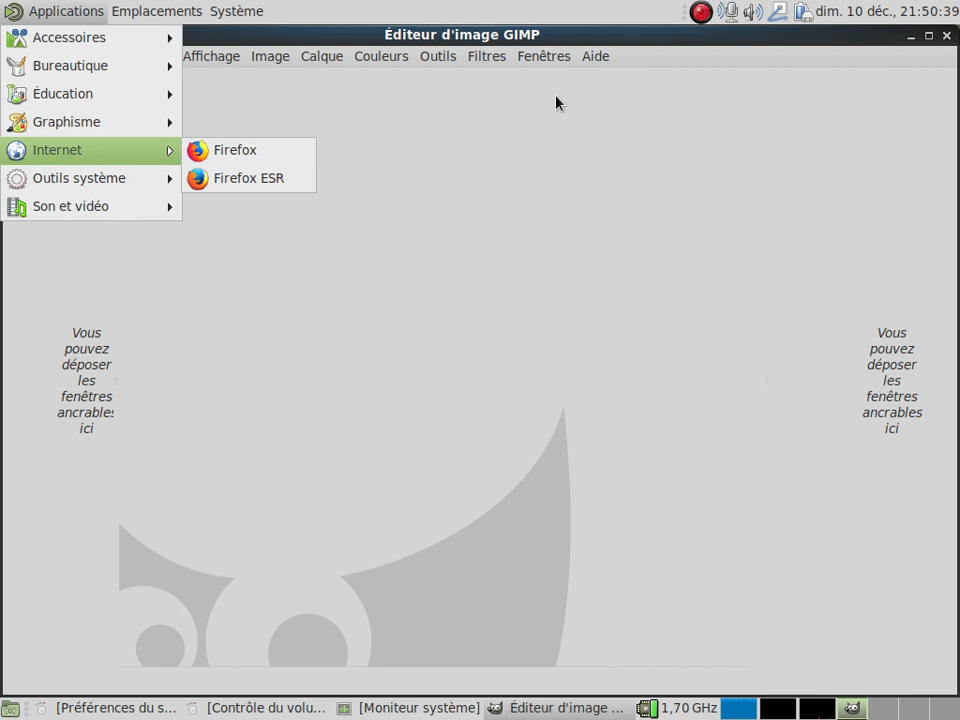 Applications Emplacements Système dim. 10 déc., 21:50:39
Éditeur d'image GIMP
Affichage Image Calque Couleurs Outils Filtres Fenêtres Aide
Accessoires
Bureautique
Éducation
Graphisme
Internet
Outils système
Son et vidéo
Firefox
Firefox ESR
Vous
pouvez
déposer
les
fenêtres
ancrables
ici
Vous
pouvez
déposer
les
fenêtres
ancrables
ici
[Préférences du s... [Contrôle du volu... [Moniteur système] Éditeur d'image ... 1,70 GHz